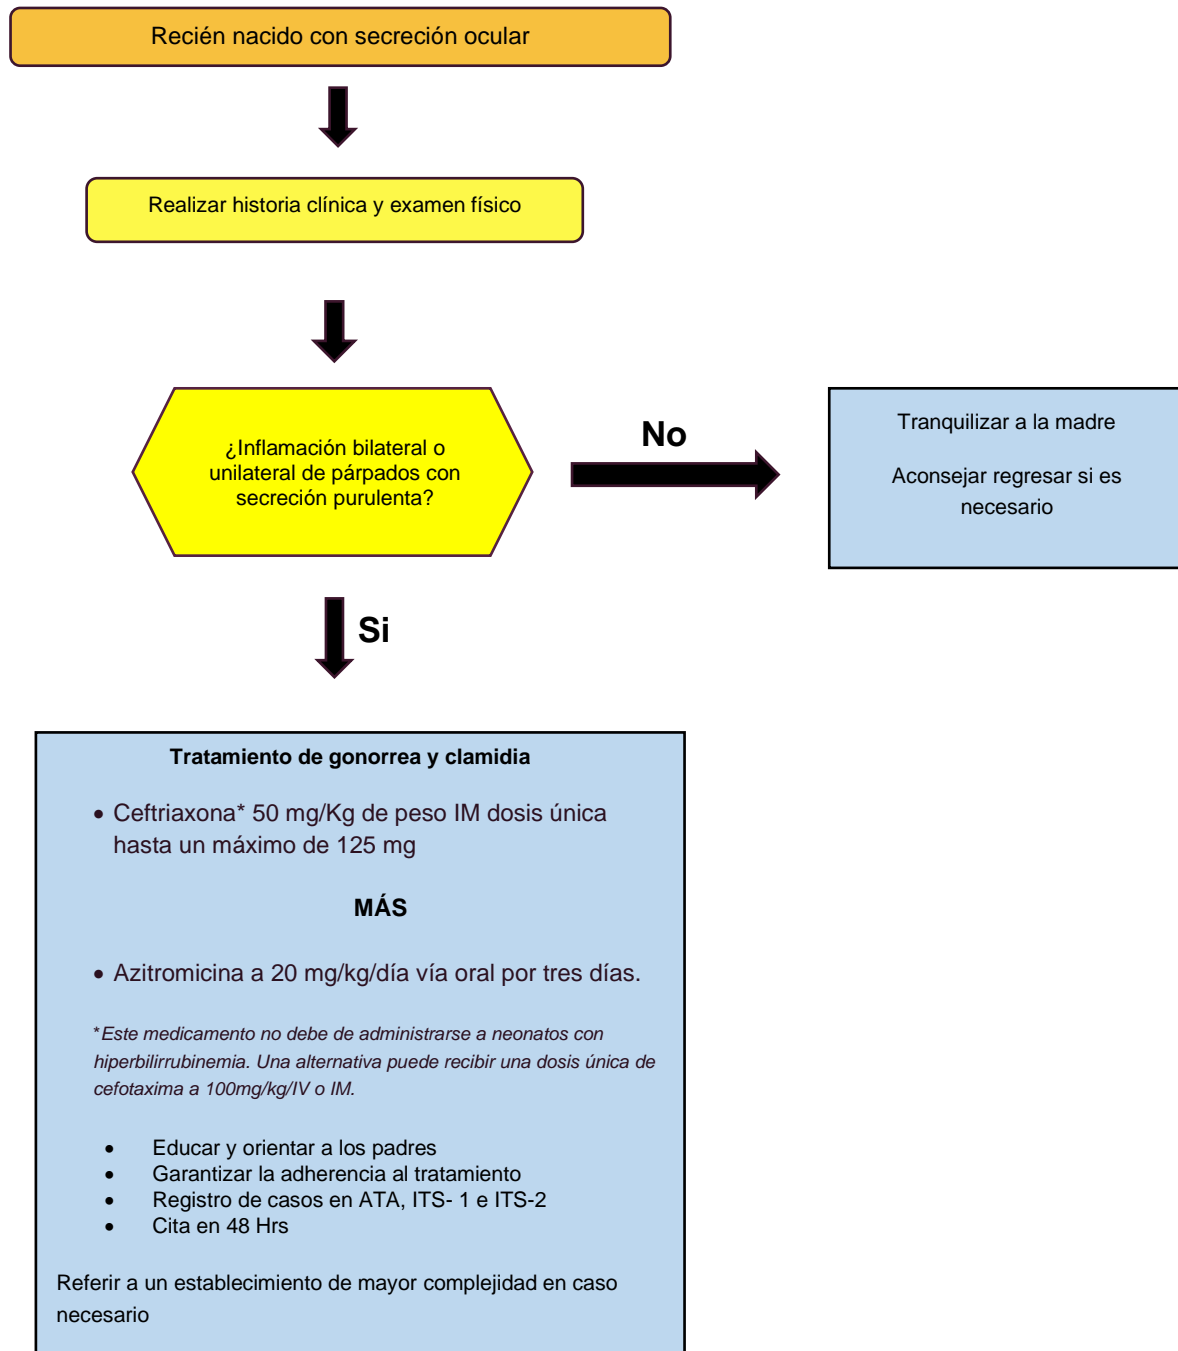 Recién nacido con secreción ocular
Realizar historia clínica y examen físico
¿Inflamación bilateral o
unilateral de párpados con
secreción purulenta?
No
Tranquilizar a la madre
Aconsejar regresar si es
necesario
Si
Tratamiento de gonorrea y clamidia
• Ceftriaxona* 50 mg/Kg de peso IM dosis única
hasta un máximo de 125 mg
MÁS
• Azitromicina a 20 mg/kg/día vía oral por tres días.
*Este medicamento no debe de administrarse a neonatos con
hiperbilirrubinemia. Una alternativa puede recibir una dosis única de
cefotaxima a 100mg/kg/IV o IM.
• Educar y orientar a los padres
• Garantizar la adherencia al tratamiento
• Registro de casos en ATA, ITS- 1 e ITS-2
• Cita en 48 Hrs
Referir a un establecimiento de mayor complejidad en caso
necesario